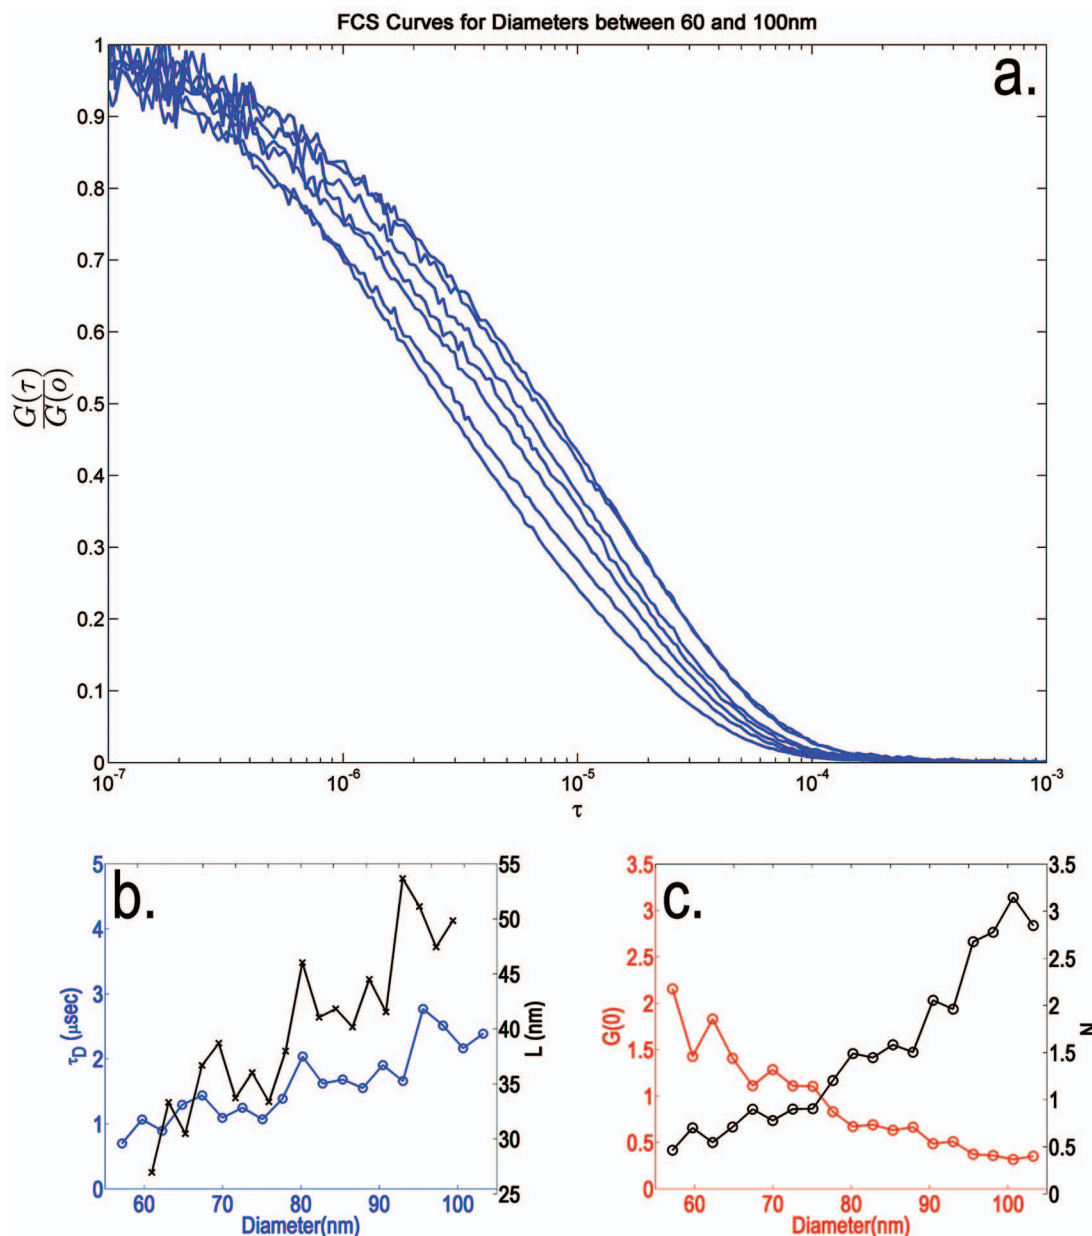 FCS Curves for Diameters between 60 and 100nm
a.
1
0.9
0.8
0.7
0.6
0.5
0.4
0.3
0.2
0.1
0
G(τ)
G(o)
10⁻⁷ 10⁻⁶ 10⁻⁵ 10⁻⁴ 10⁻³
τ
b.
5
4
3
2
1
0
τ_D (μsec)
55
50
45
40
35
30
25
L (nm)
60 70 80 90 100
Diameter(nm)
c.
3.5
3
2.5
2
1.5
1
0.5
0
G(0)
3.5
3
2.5
2
1.5
1
0.5
0
N
60 70 80 90 100
Diameter(nm)